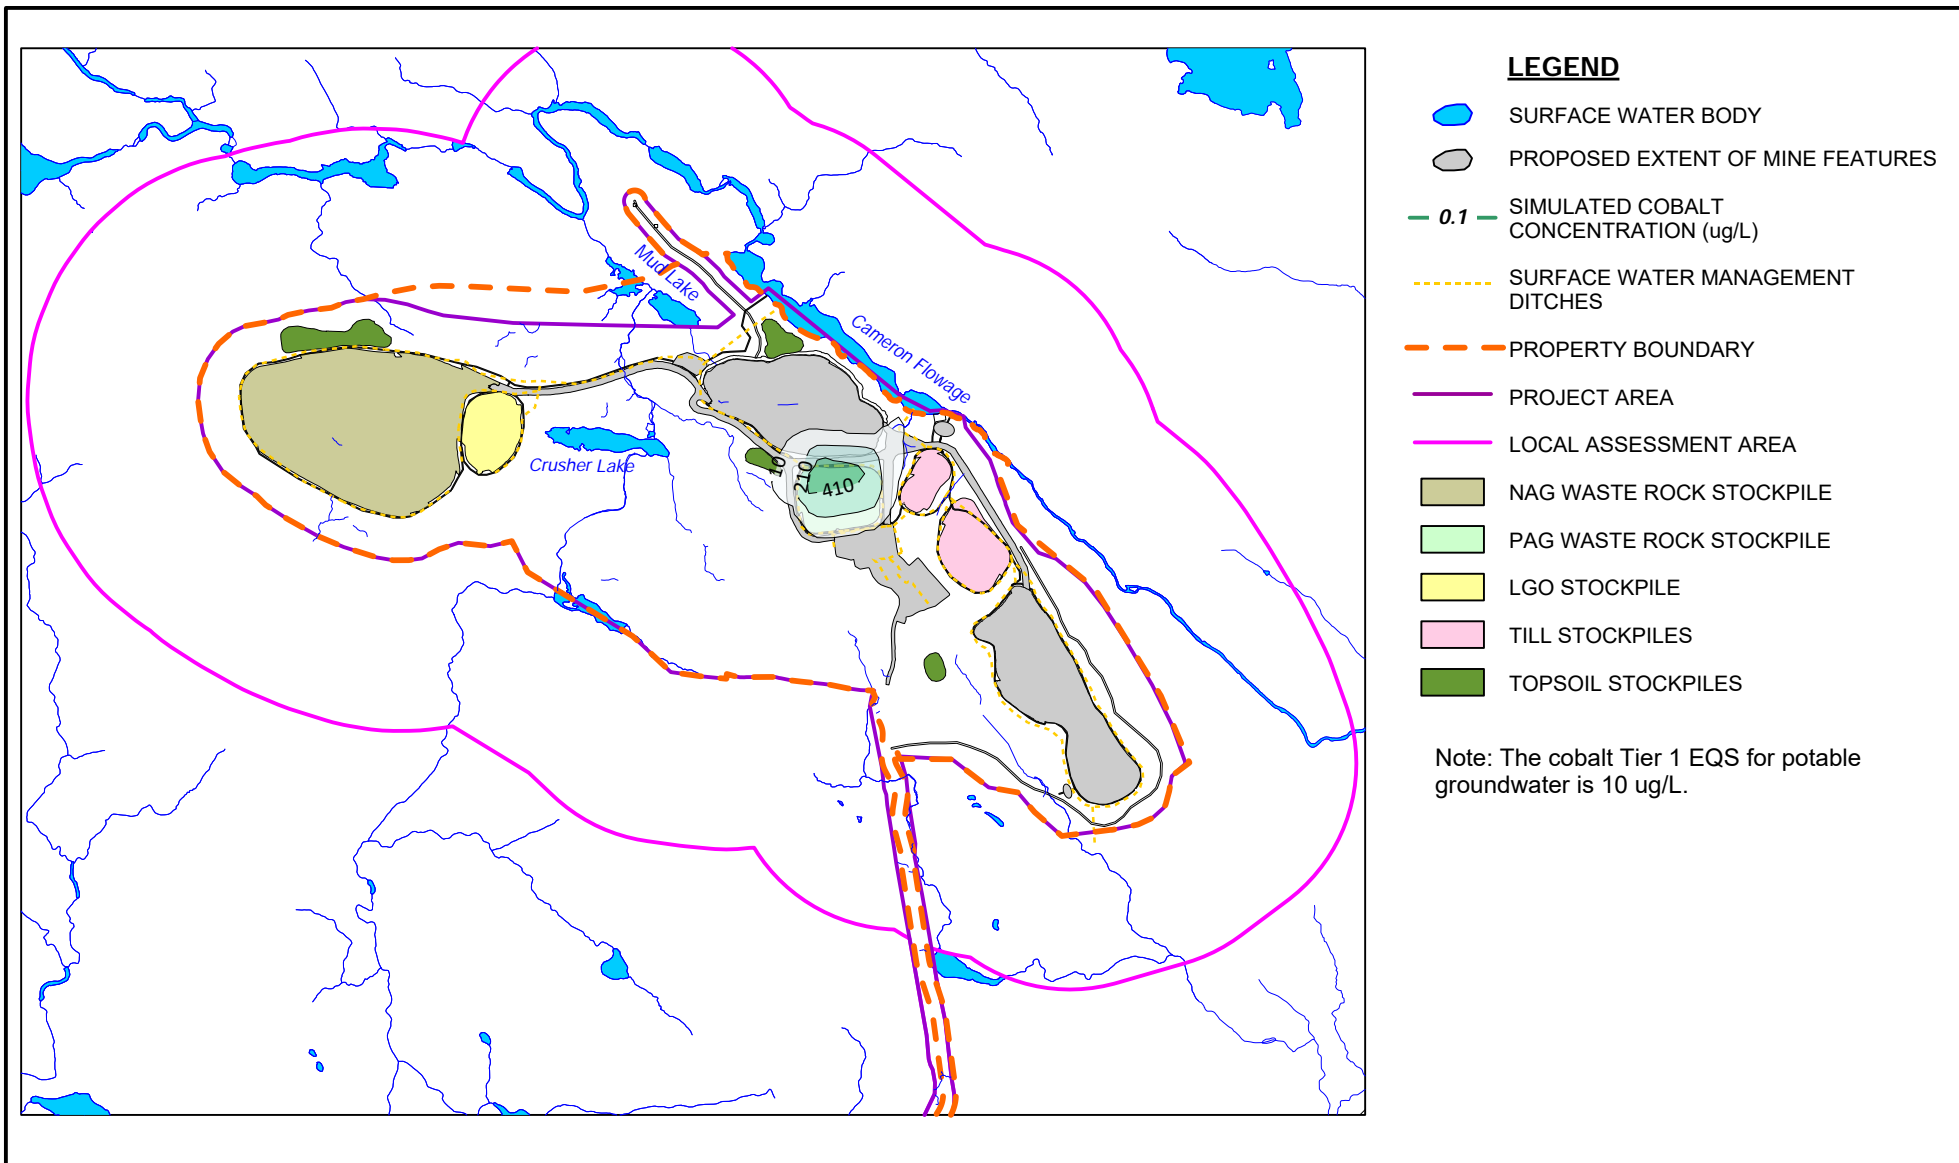 LEGEND
SURFACE WATER BODY
PROPOSED EXTENT OF MINE FEATURES
0.1
SIMULATED COBALT
CONCENTRATION (ug/L)
SURFACE WATER MANAGEMENT
DITCHES
PROPERTY BOUNDARY
PROJECT AREA
LOCAL ASSESSMENT AREA
NAG WASTE ROCK STOCKPILE
PAG WASTE ROCK STOCKPILE
LGO STOCKPILE
TILL STOCKPILES
TOPSOIL STOCKPILES
Note: The cobalt Tier 1 EQS for potable
groundwater is 10 ug/L.
Mud Lake
Cameron Flowage
Crusher Lake
10
210
410